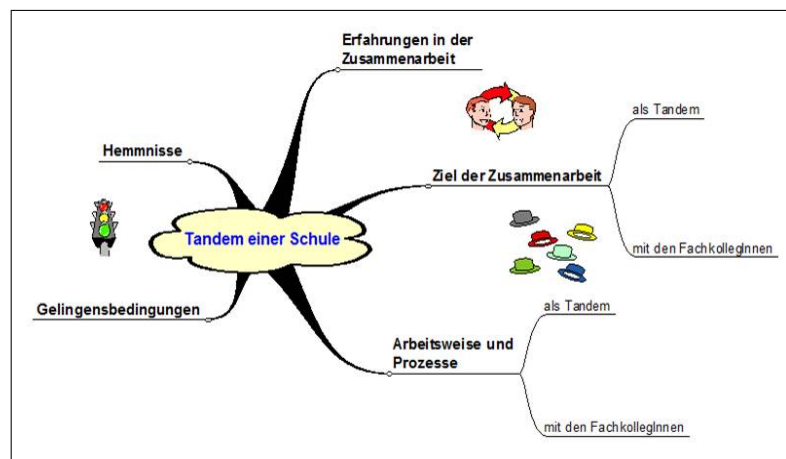 Erfahrungen in der
Zusammenarbeit
als Tandem
Hemmnisse
Ziel der Zusammenarbeit
Tandem einer Schule
mit den FachkollegInnen
Gelingensbedingungen
als Tandem
Arbeitsweise und
Prozesse
mit den FachkollegInnen